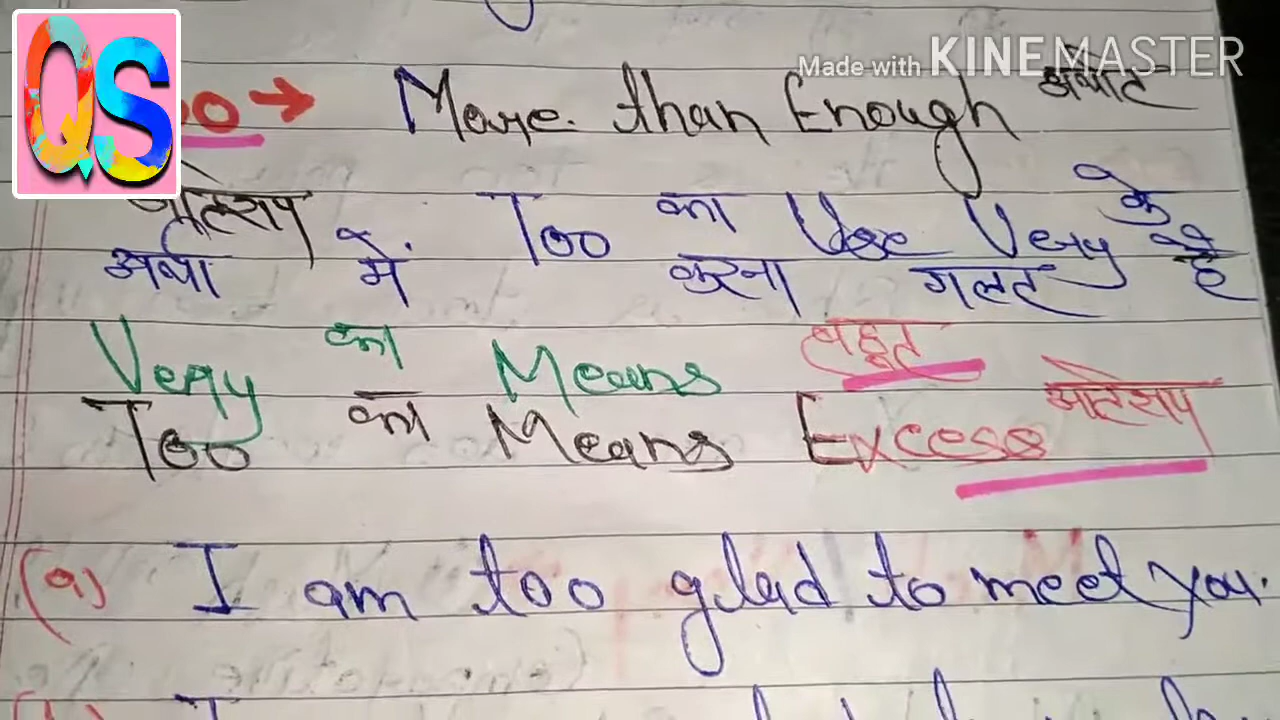 QS
Made with KINEMASTER
→ More than Enough अर्थात
अतिशय Too का Use Very के
अर्थ में करना गलत है
Very का Means बहुत
Too का Means Excess अतिशय
(a) I am too glad to meet you.